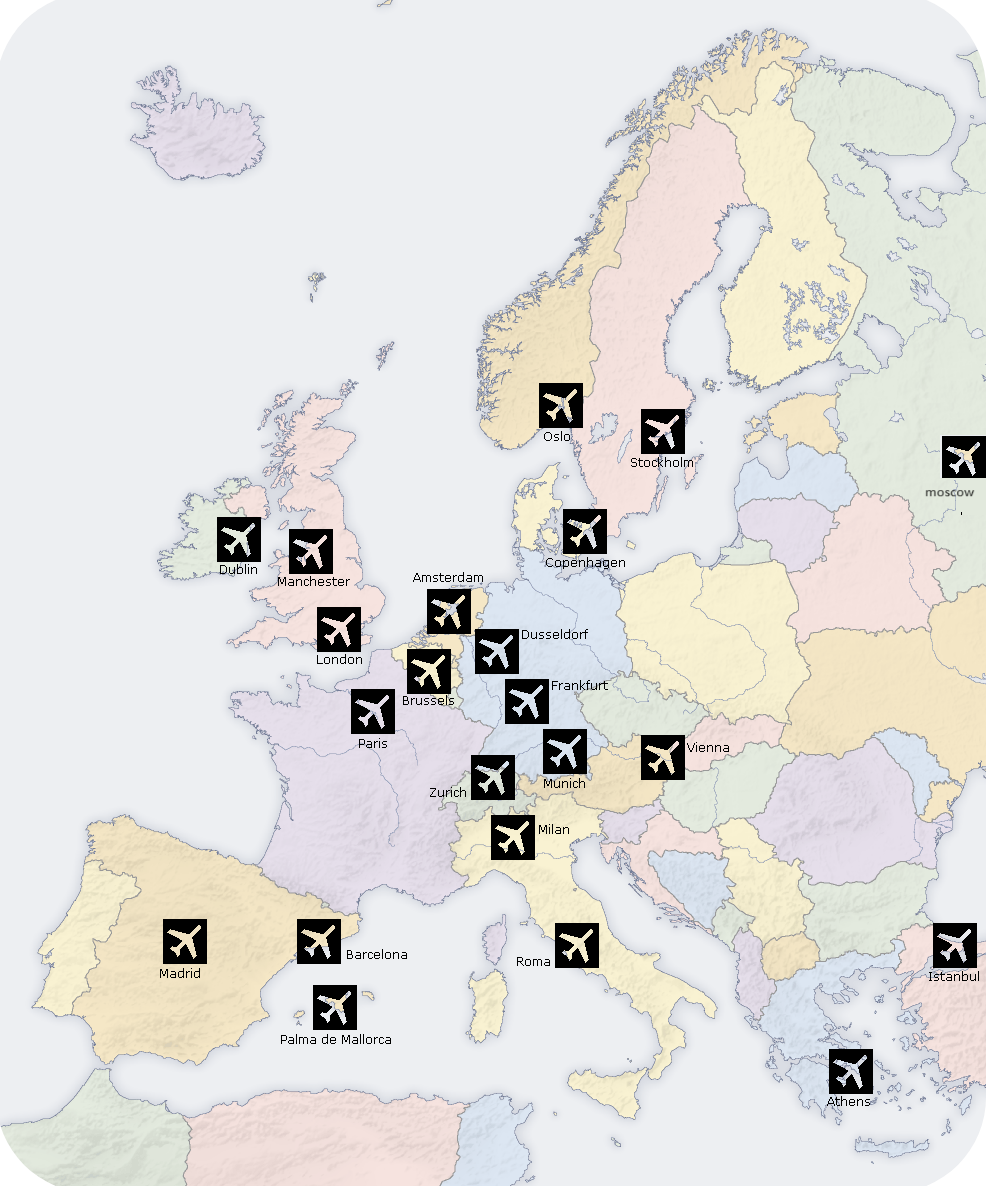 Oslo
Stockholm
moscow
Dublin
Manchester
Copenhagen
Amsterdam
London
Dusseldorf
Brussels
Frankfurt
Paris
Vienna
Munich
Zurich
Milan
Madrid
Barcelona
Roma
Istanbul
Palma de Mallorca
Athens